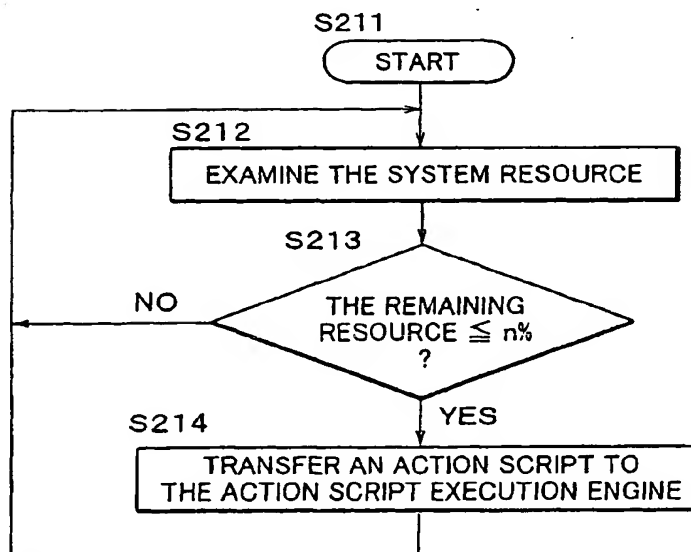 S211
START
S212
EXAMINE THE SYSTEM RESOURCE
S213
NO
THE REMAINING
RESOURCE ≦ n%
?
YES
S214
TRANSFER AN ACTION SCRIPT TO
THE ACTION SCRIPT EXECUTION ENGINE